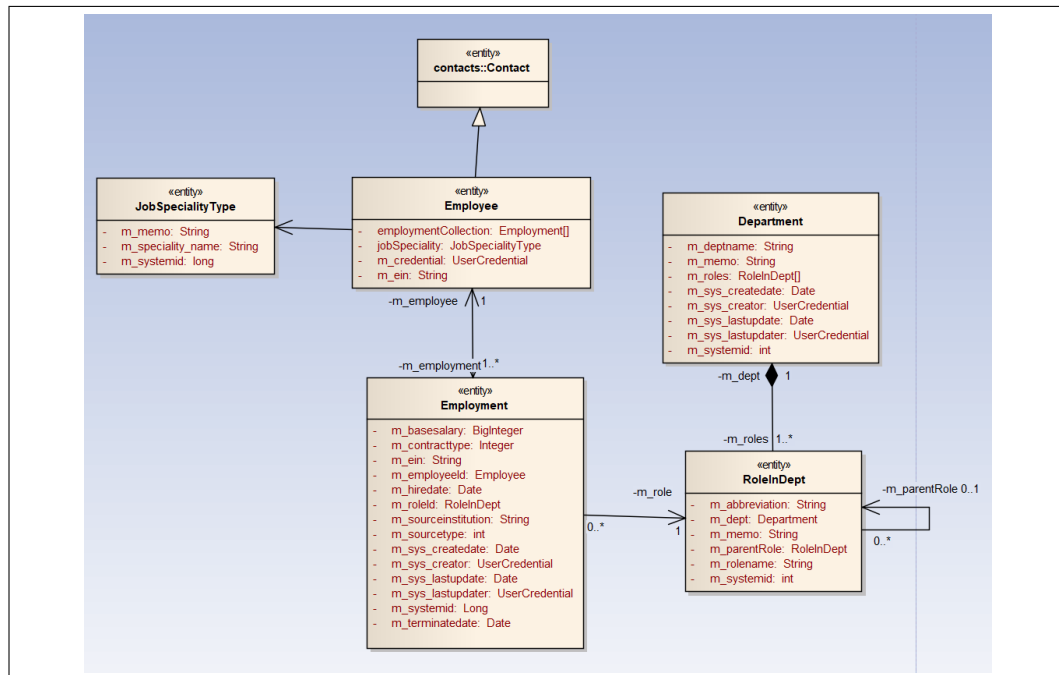 «entity»
contacts::Contact
«entity»
JobSpecialityType
- m_memo: String
- m_speciality_name: String
- m_systemid: long
«entity»
Employee
- employmentCollection: Employment[]
- jobSpeciality: JobSpecialityType
- m_credential: UserCredential
- m_ein: String
«entity»
Department
- m_deptname: String
- m_memo: String
- m_roles: RoleInDept[]
- m_sys_createdate: Date
- m_sys_creator: UserCredential
- m_sys_lastupdate: Date
- m_sys_lastupdater: UserCredential
- m_systemid: int
-m_employee 1
-m_employment 1..*
-m_dept 1
-m_roles 1..*
«entity»
Employment
- m_basesalary: BigInteger
- m_contracttype: Integer
- m_ein: String
- m_employeeId: Employee
- m_hiredate: Date
- m_roleId: RoleInDept
- m_sourceinstitution: String
- m_sourcetype: int
- m_sys_createdate: Date
- m_sys_creator: UserCredential
- m_sys_lastupdate: Date
- m_sys_lastupdater: UserCredential
- m_systemid: Long
- m_terminatedate: Date
-m_role
0..* 1
«entity»
RoleInDept
- m_abbreviation: String
- m_dept: Department
- m_memo: String
- m_parentRole: RoleInDept
- m_rolename: String
- m_systemid: int
-m_parentRole 0..1
0..*